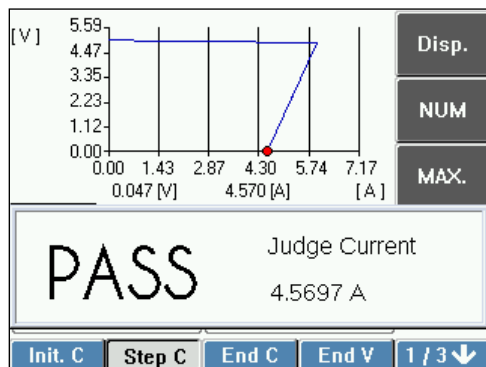 [V]
5.59
4.47
3.35
2.23
1.12
0.00
0.00 1.43 2.87 4.30 5.74 7.17
0.047 [V] 4.570 [A] [A]
Disp.
NUM
MAX.
PASS
Judge Current
4.5697 A
Init. C Step C End C End V 1/3